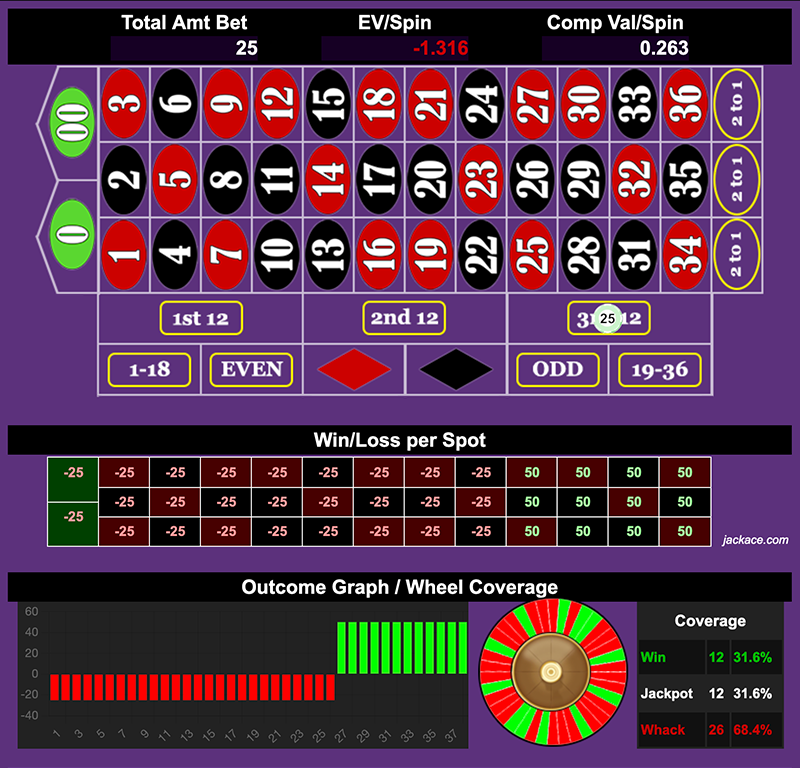 Total Amt Bet EV/Spin Comp Val/Spin
25 -1.316 0.263
00 3 6 9 12 15 18 21 24 27 30 33 36 2 to 1
2 5 8 11 14 17 20 23 26 29 32 35 2 to 1
0 1 4 7 10 13 16 19 22 25 28 31 34 2 to 1
1st 12 2nd 12 3 25 12
1-18 EVEN ODD 19-36
Win/Loss per Spot
-25 -25 -25 -25 -25 -25 -25 -25 -25 50 50 50 50
-25 -25 -25 -25 -25 -25 -25 -25 50 50 50 50
-25 -25 -25 -25 -25 -25 -25 -25 -25 50 50 50 50
jackace.com
Outcome Graph / Wheel Coverage
60
40
20
0
-20
-40
1 3 5 7 9 11 13 15 17 19 21 23 25 27 29 31 33 35 37
Coverage
Win 12 31.6%
Jackpot 12 31.6%
Whack 26 68.4%